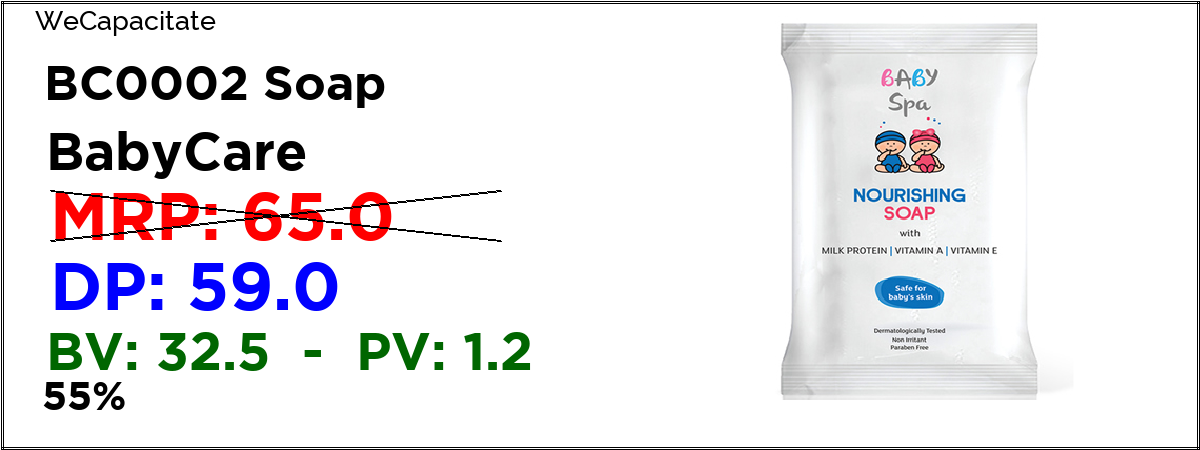 WeCapacitate
BC0002 Soap
BabyCare
MRP: 65.0
DP: 59.0
BV: 32.5 - PV: 1.2
55%
BABY
Spa
NOURISHING
SOAP
with
MILK PROTEIN | VITAMIN A | VITAMIN E
Safe for
baby's skin
Dermatologically Tested
Non Irritant
Paraben Free